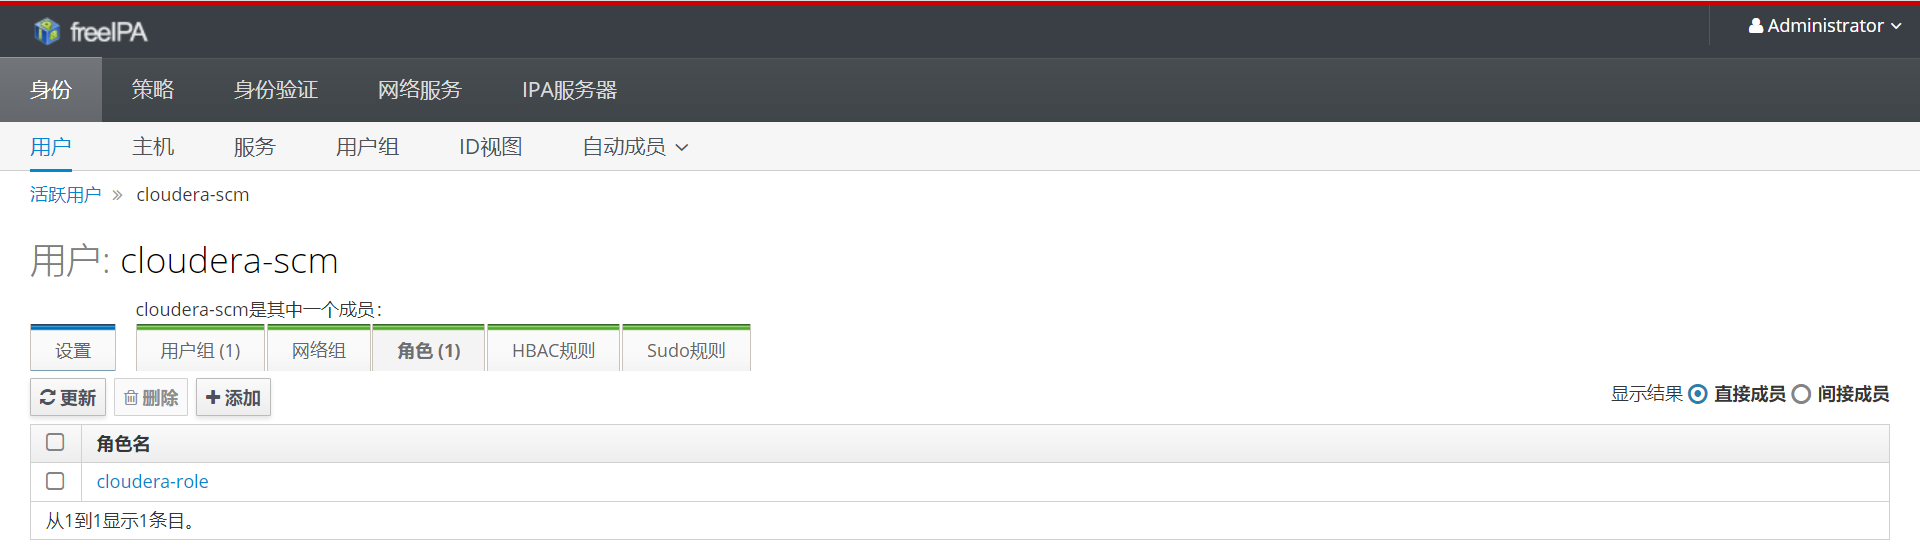 freeIPA
Administrator
身份 策略 身份验证 网络服务 IPA服务器
用户 主机 服务 用户组 ID视图 自动成员
活跃用户 » cloudera-scm
用户: cloudera-scm
cloudera-scm是其中一个成员：
设置 用户组 (1) 网络组 角色 (1) HBAC规则 Sudo规则
更新 删除 添加 显示结果 直接成员 间接成员
角色名
cloudera-role
从1到1显示1条目。